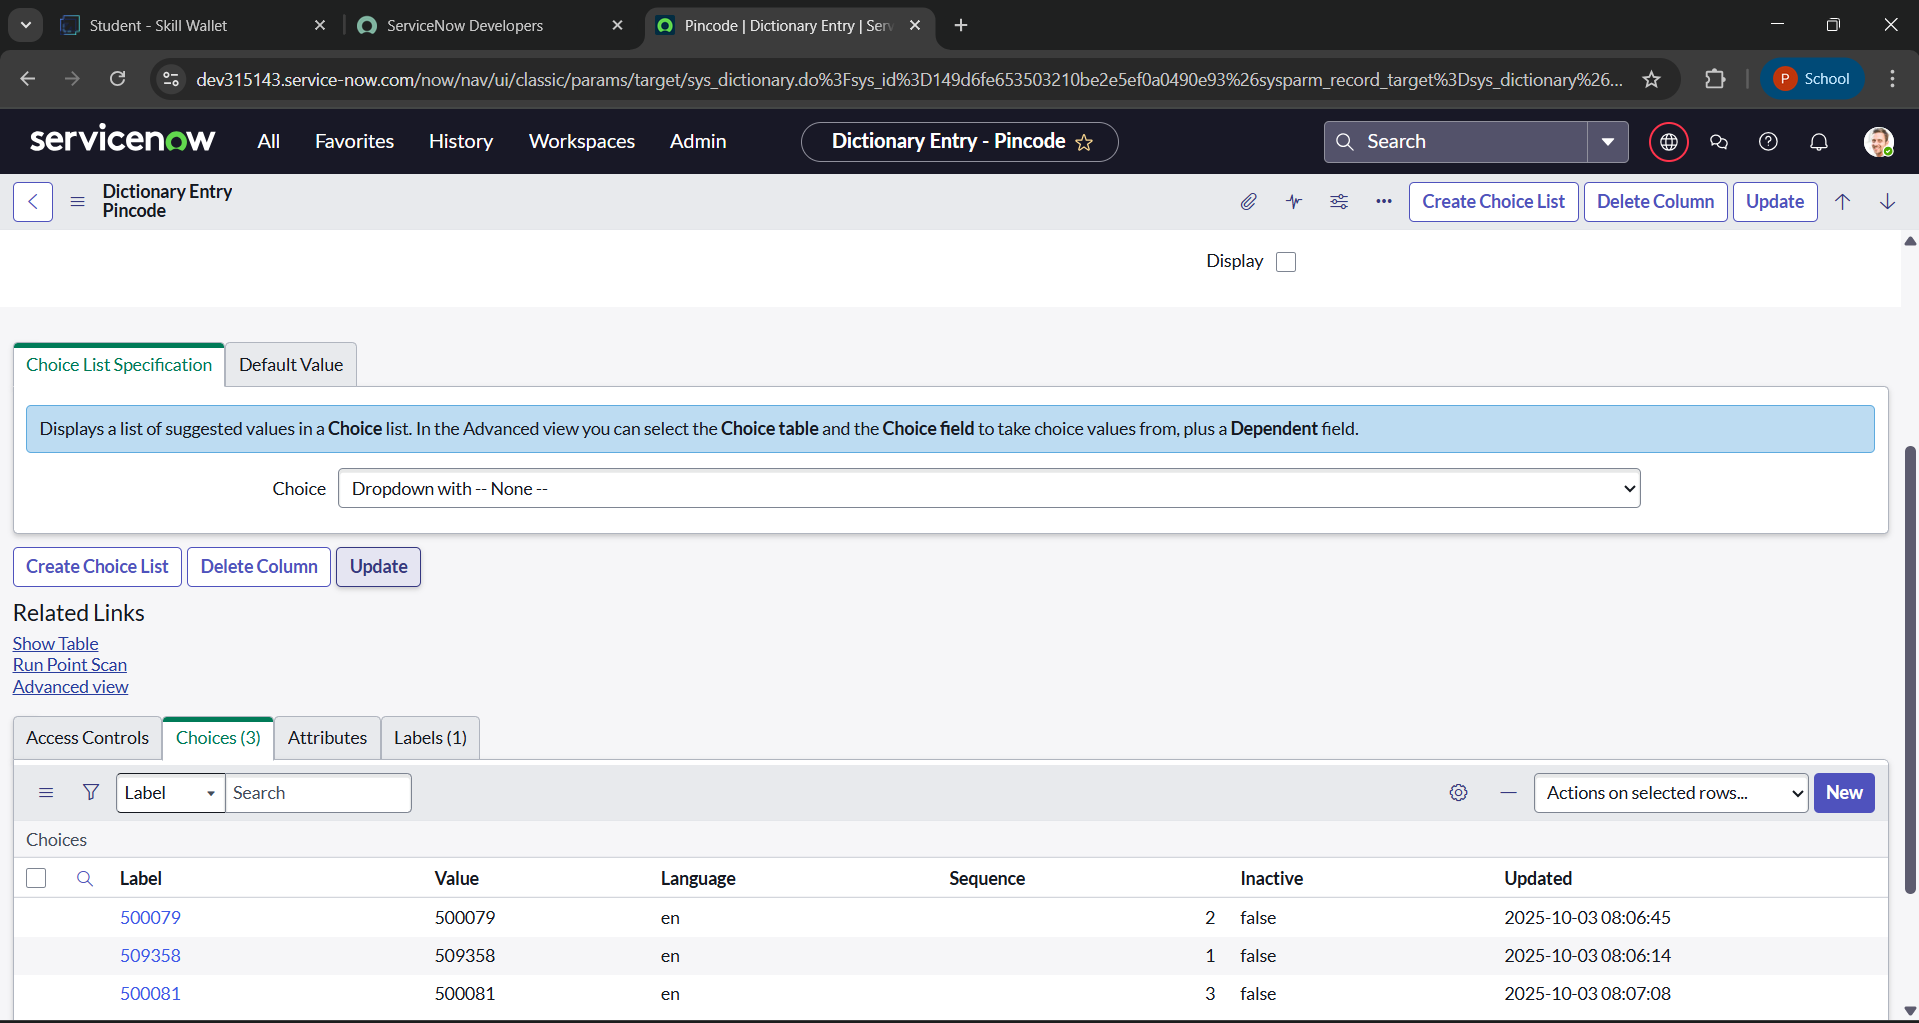 Student - Skill Wallet
ServiceNow Developers
Pincode | Dictionary Entry | Serv
dev315143.service-now.com/now/nav/ui/classic/params/target/sys_dictionary.do%3Fsys_id%3D149d6fe653503210be2e5ef0a0490e93%26sysparm_record_target%3Dsys_dictionary%26...
P School
servicenow All Favorites History Workspaces Admin Dictionary Entry - Pincode Search
Dictionary Entry
Pincode
Create Choice List Delete Column Update
Display
Choice List Specification Default Value
Displays a list of suggested values in a Choice list. In the Advanced view you can select the Choice table and the Choice field to take choice values from, plus a Dependent field.
Choice Dropdown with -- None --
Create Choice List Delete Column Update
Related Links
Show Table
Run Point Scan
Advanced view
Access Controls Choices (3) Attributes Labels (1)
Label Search Actions on selected rows... New
Choices
Label Value Language Sequence Inactive Updated
500079 500079 en 2 false 2025-10-03 08:06:45
509358 509358 en 1 false 2025-10-03 08:06:14
500081 500081 en 3 false 2025-10-03 08:07:08